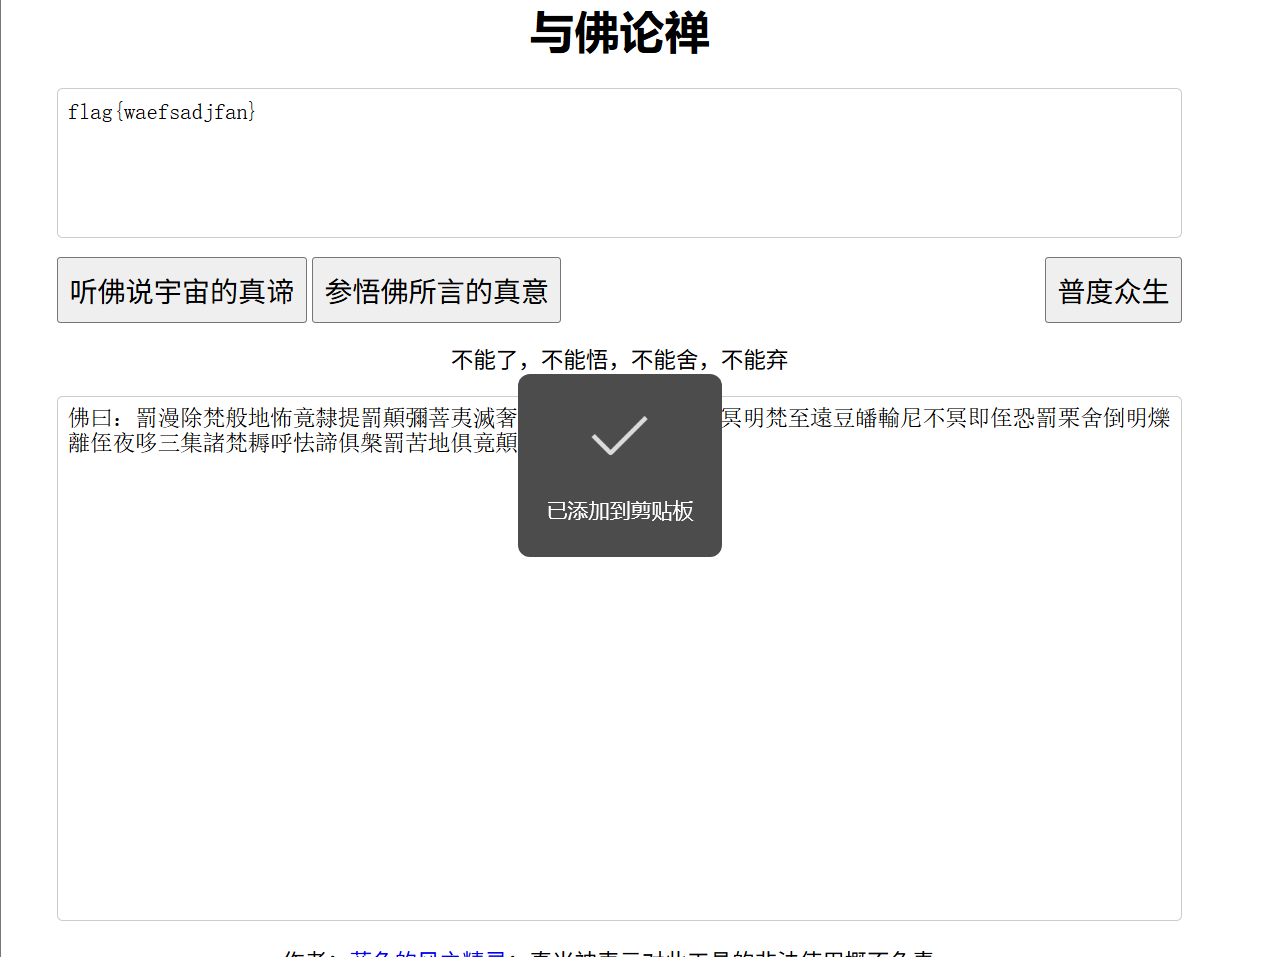 与佛论禅
flag{waefsadjfan}
听佛说宇宙的真谛 参悟佛所言的真意 普度众生
不能了，不能悟，不能舍，不能弃
佛曰：罰漫除梵般地怖竟隸提罰顛彌菩夷滅奢 冥明梵至遠豆皤輸尼不冥即侄恐罰栗舍倒明爍
離侄夜哆三集諸梵耨呼怯諦俱槃罰苦地俱竟顛
已添加到剪贴板